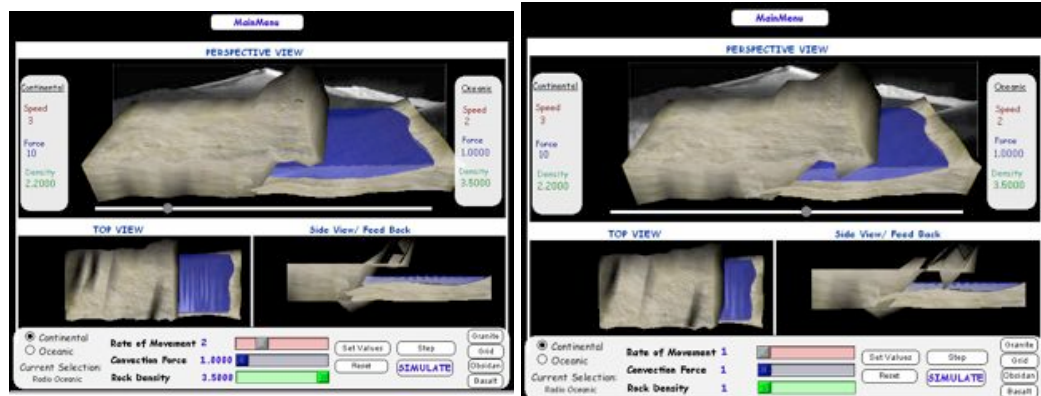 MainMenu
PERSPECTIVE VIEW
Continental
Speed
3
Force
10
Density
2.2000
Oceanic
Speed
2
Force
1.0000
Density
3.5000
TOP VIEW
Side View/ Feed Back
Continental
Oceanic
Current Selection:
Radio Oceanic
Rate of Movement 2
Convection Force 1.0000
Rock Density 3.5000
Set Values
Step
Reset
SIMULATE
Granite
Grid
Obsidan
Basalt
MainMenu
PERSPECTIVE VIEW
Continental
Speed
3
Force
10
Density
2.2000
Oceanic
Speed
2
Force
1.0000
Density
3.5000
TOP VIEW
Side View/ Feed Back
Continental
Oceanic
Current Selection:
Radio Oceanic
Rate of Movement 1
Convection Force 1
Rock Density 1
Set Values
Step
Reset
SIMULATE
Granite
Grid
Obsidan
Basalt